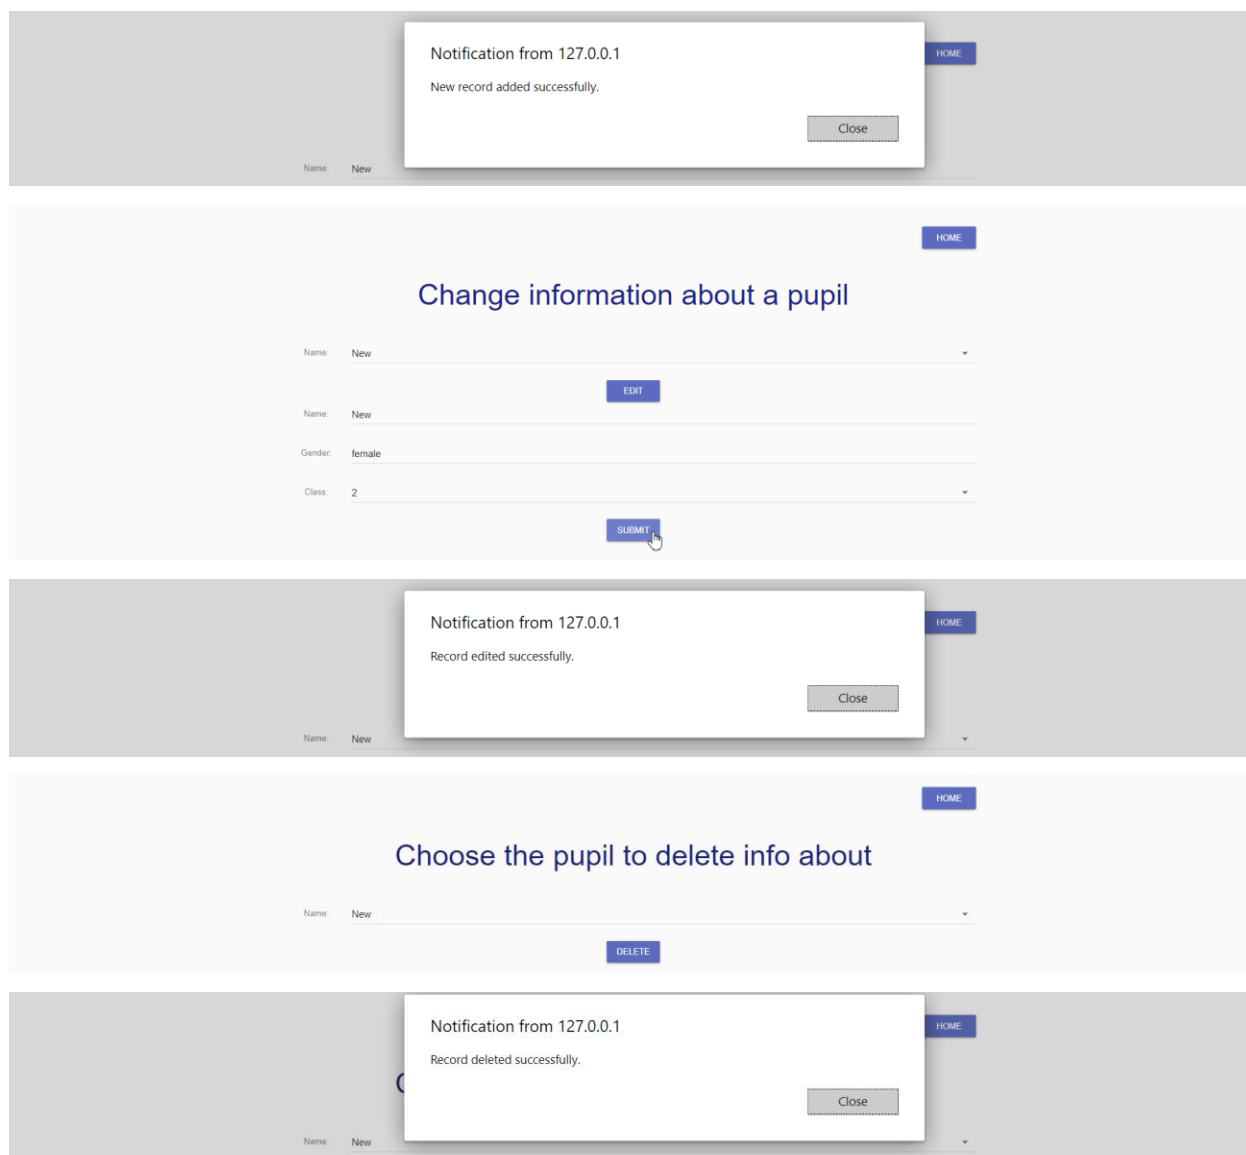 Notification from 127.0.0.1
HOME
New record added successfully.
Close
Name: New
HOME
Change information about a pupil
Name: New
EDIT
Name: New
Gender: female
Class: 2
SUBMIT
Notification from 127.0.0.1
HOME
Record edited successfully.
Close
Name: New
HOME
Choose the pupil to delete info about
Name: New
DELETE
Notification from 127.0.0.1
HOME
Record deleted successfully.
C
Close
Name: New